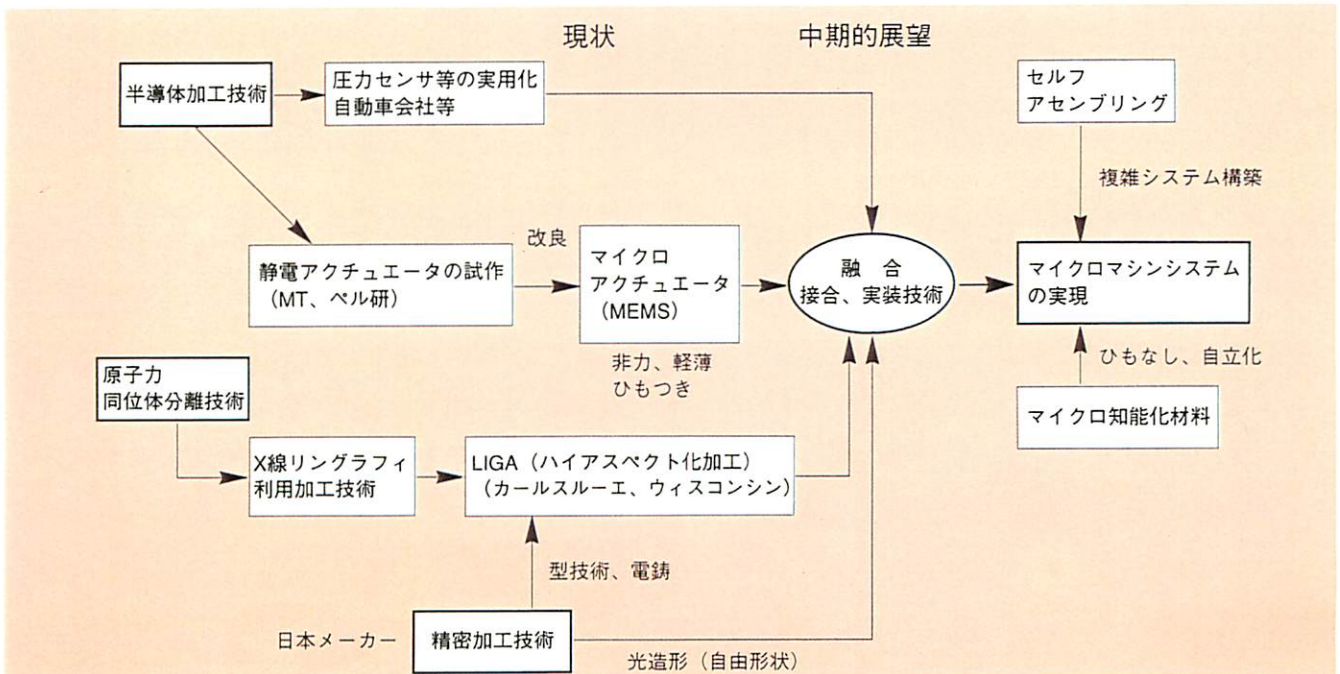 現状
中期的展望
半導体加工技術
圧力センサ等の実用化
自動車会社等
セルフ
アセンブリング
複雑システム構築
改良
静電アクチュエータの試作
（MT、ベル研）
マイクロ
アクチュエータ
（MEMS）
非力、軽薄
ひもつき
融　合
接合、実装技術
マイクロマシンシステム
の実現
ひもなし、自立化
マイクロ知能化材料
原子力
同位体分離技術
X線リングラフィ
利用加工技術
LIGA（ハイアスペクト化加工）
（カールスルーエ、ウィスコンシン）
型技術、電鋳
日本メーカー
精密加工技術
光造形（自由形状）